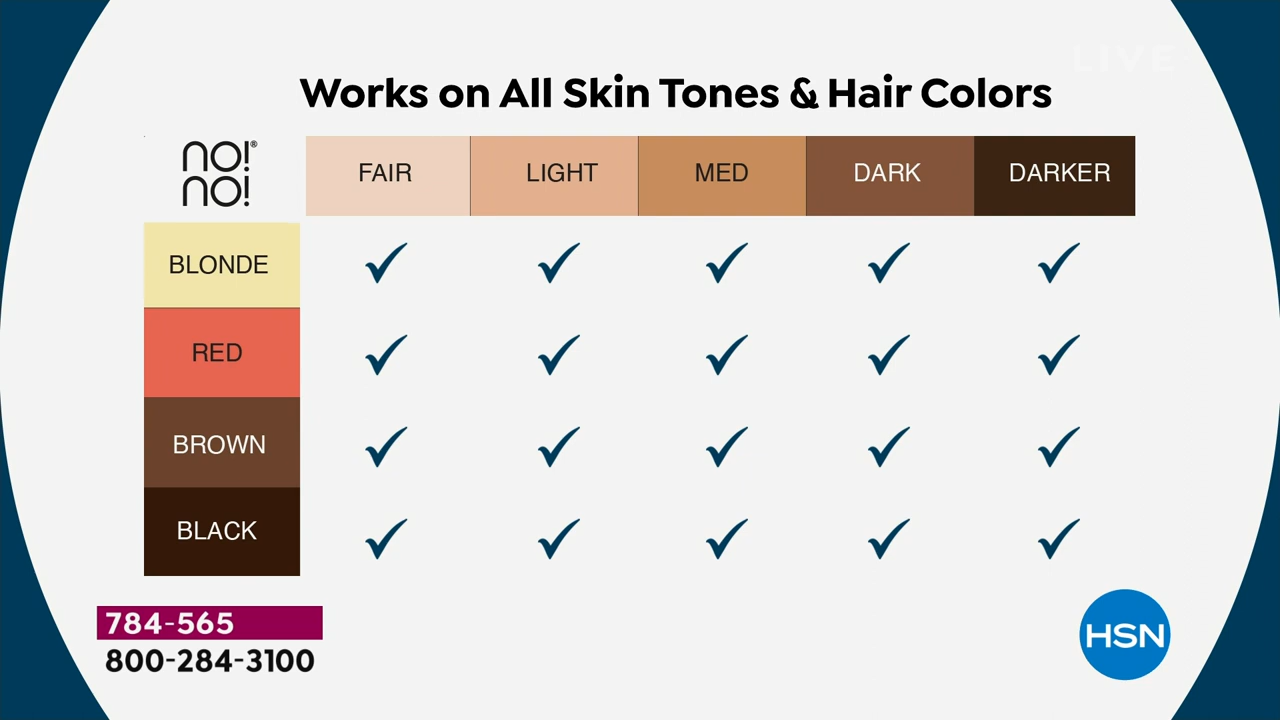 LIVE
Works on All Skin Tones & Hair Colors
no!®
no!
FAIR LIGHT MED DARK DARKER
BLONDE
RED
BROWN
BLACK
784-565
800-284-3100
HSN